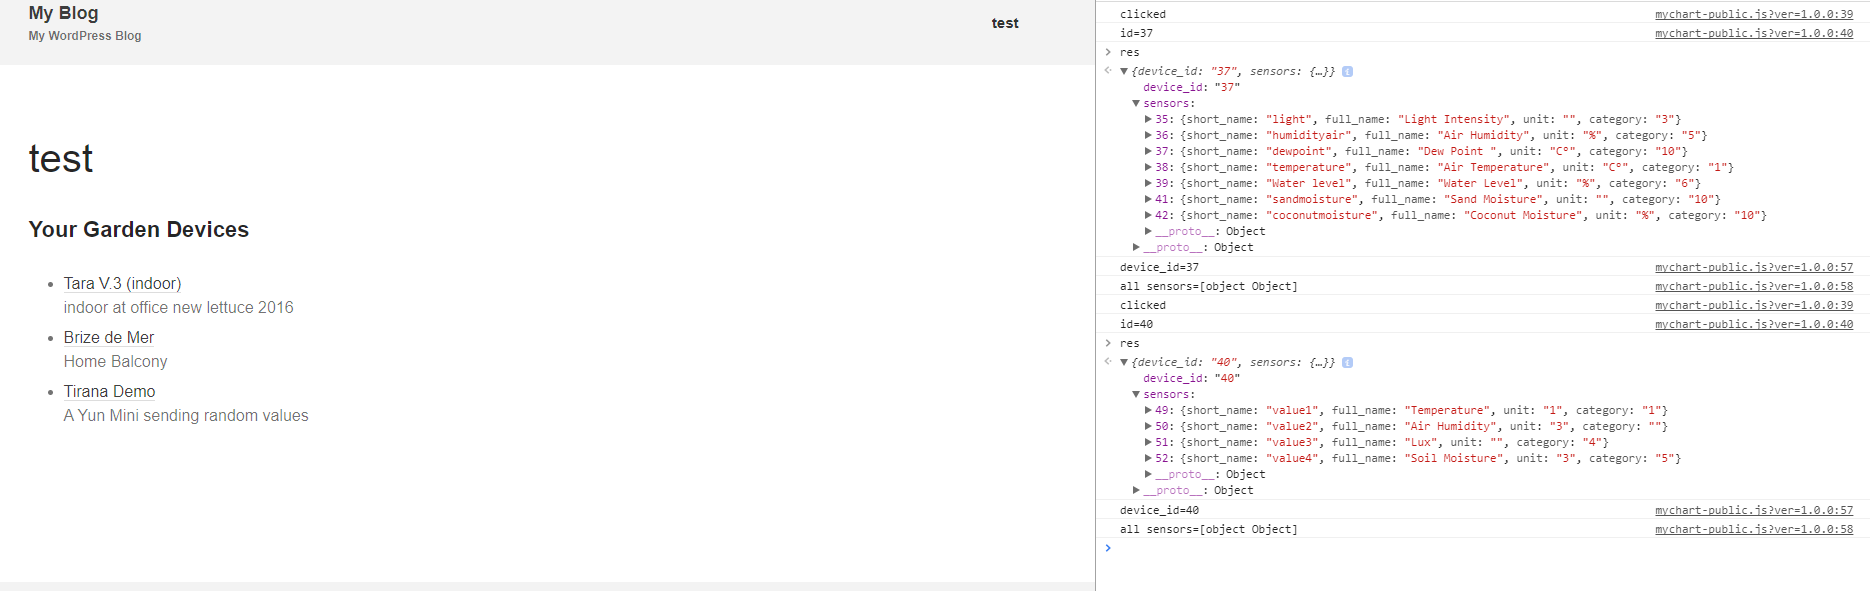 My Blog
My WordPress Blog
test
test
Your Garden Devices
Tara V.3 (indoor)
indoor at office new lettuce 2016
Brize de Mer
Home Balcony
Tirana Demo
A Yun Mini sending random values
clicked mychart-public.js?ver=1.0.0:39
id=37 mychart-public.js?ver=1.0.0:40
> res
{device_id: "37", sensors: {…}} i
device_id: "37"
sensors:
35: {short_name: "light", full_name: "Light Intensity", unit: "", category: "3"}
36: {short_name: "humidityair", full_name: "Air Humidity", unit: "%", category: "5"}
37: {short_name: "dewpoint", full_name: "Dew Point ", unit: "C°", category: "10"}
38: {short_name: "temperature", full_name: "Air Temperature", unit: "C°", category: "1"}
39: {short_name: "Water level", full_name: "Water Level", unit: "%", category: "6"}
41: {short_name: "sandmoisture", full_name: "Sand Moisture", unit: "", category: "10"}
42: {short_name: "coconutmoisture", full_name: "Coconut Moisture", unit: "%", category: "10"}
__proto__: Object
__proto__: Object
device_id=37 mychart-public.js?ver=1.0.0:57
all sensors=[object Object] mychart-public.js?ver=1.0.0:58
clicked mychart-public.js?ver=1.0.0:39
id=40 mychart-public.js?ver=1.0.0:40
> res
{device_id: "40", sensors: {…}} i
device_id: "40"
sensors:
49: {short_name: "value1", full_name: "Temperature", unit: "1", category: "1"}
50: {short_name: "value2", full_name: "Air Humidity", unit: "3", category: ""}
51: {short_name: "value3", full_name: "Lux", unit: "", category: "4"}
52: {short_name: "value4", full_name: "Soil Moisture", unit: "3", category: "5"}
__proto__: Object
__proto__: Object
device_id=40 mychart-public.js?ver=1.0.0:57
all sensors=[object Object] mychart-public.js?ver=1.0.0:58
>